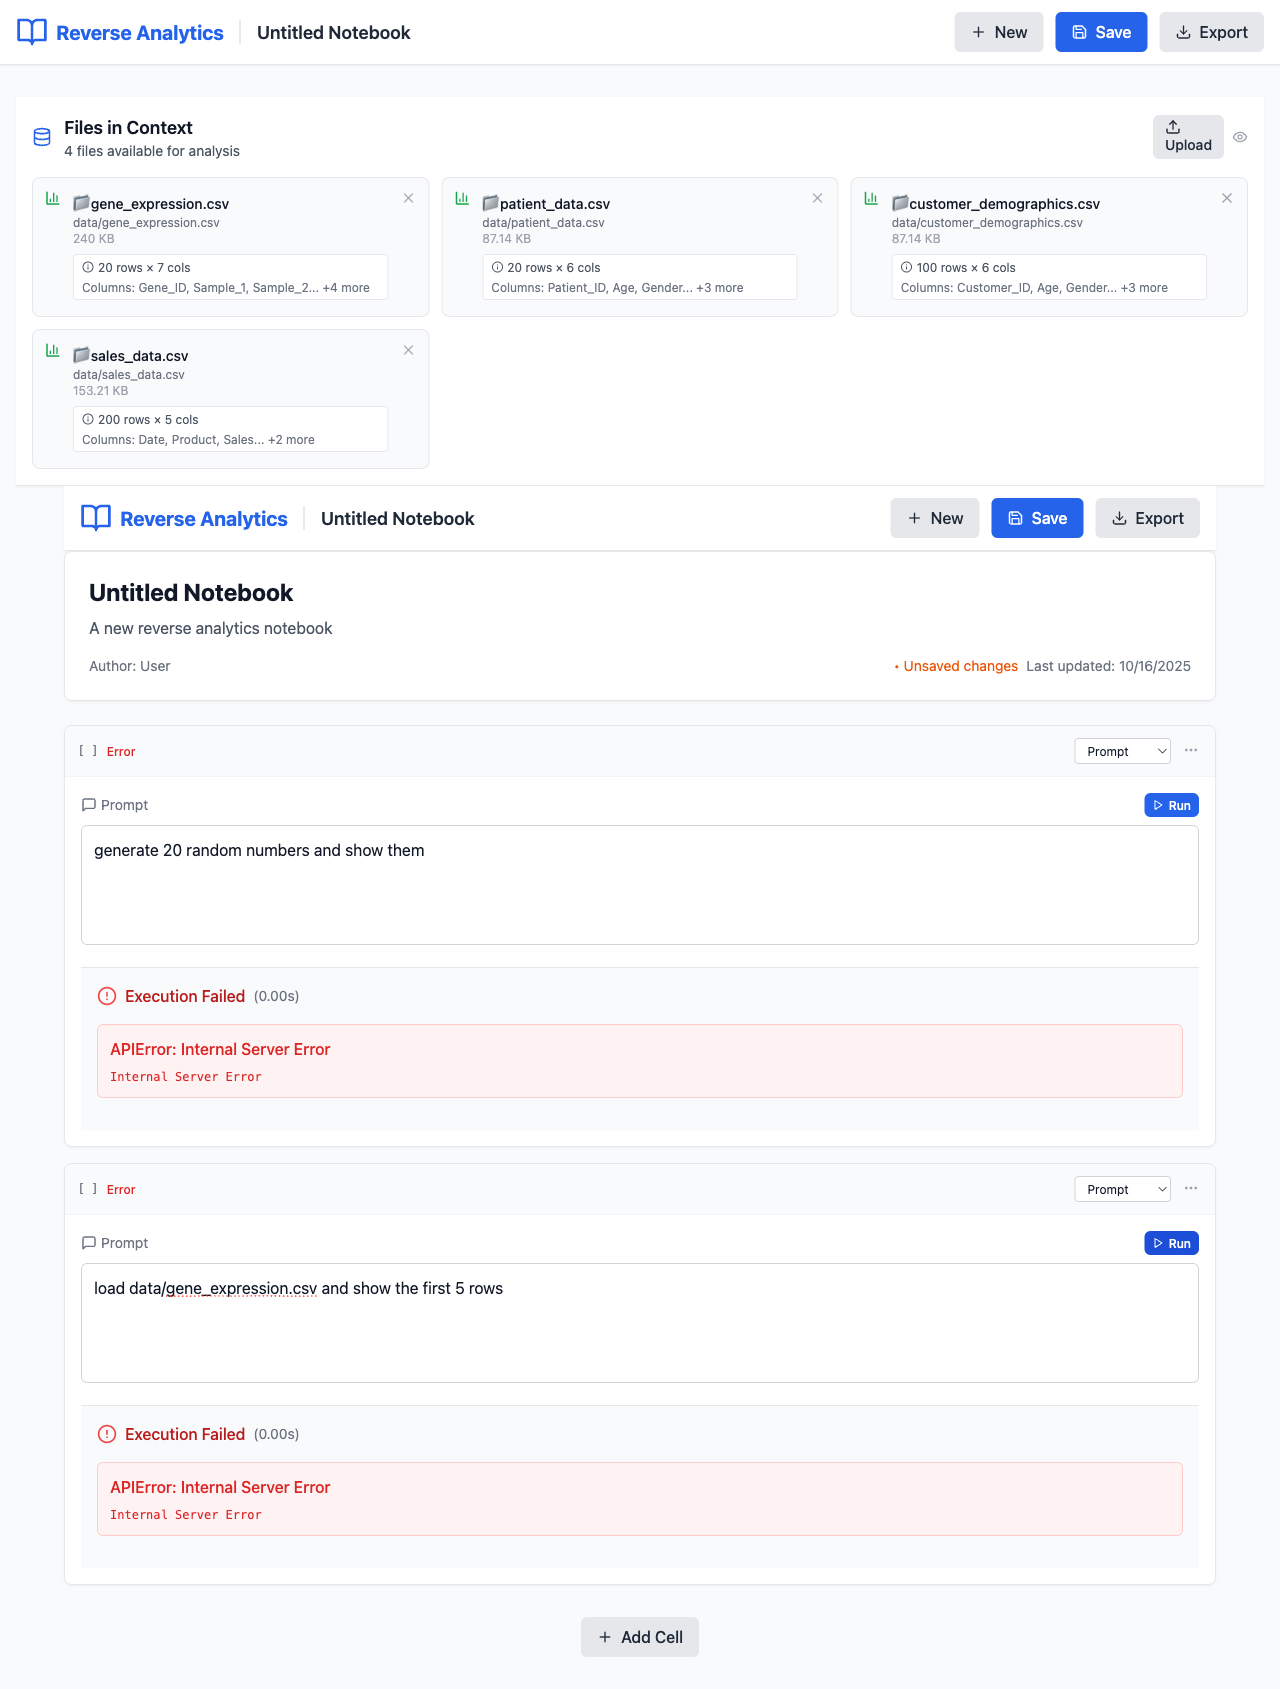 Reverse Analytics
Untitled Notebook
New
Save
Export
Files in Context
4 files available for analysis
Upload
gene_expression.csv
data/gene_expression.csv
240 KB
20 rows × 7 cols
Columns: Gene_ID, Sample_1, Sample_2... +4 more
patient_data.csv
data/patient_data.csv
87.14 KB
20 rows × 6 cols
Columns: Patient_ID, Age, Gender... +3 more
customer_demographics.csv
data/customer_demographics.csv
87.14 KB
100 rows × 6 cols
Columns: Customer_ID, Age, Gender... +3 more
sales_data.csv
data/sales_data.csv
153.21 KB
200 rows × 5 cols
Columns: Date, Product, Sales... +2 more
Reverse Analytics
Untitled Notebook
New
Save
Export
Untitled Notebook
A new reverse analytics notebook
Author: User
• Unsaved changes Last updated: 10/16/2025
[ ] Error
Prompt
Prompt
Run
generate 20 random numbers and show them
Execution Failed (0.00s)
APIError: Internal Server Error
Internal Server Error
[ ] Error
Prompt
Prompt
Run
load data/gene_expression.csv and show the first 5 rows
Execution Failed (0.00s)
APIError: Internal Server Error
Internal Server Error
Add Cell